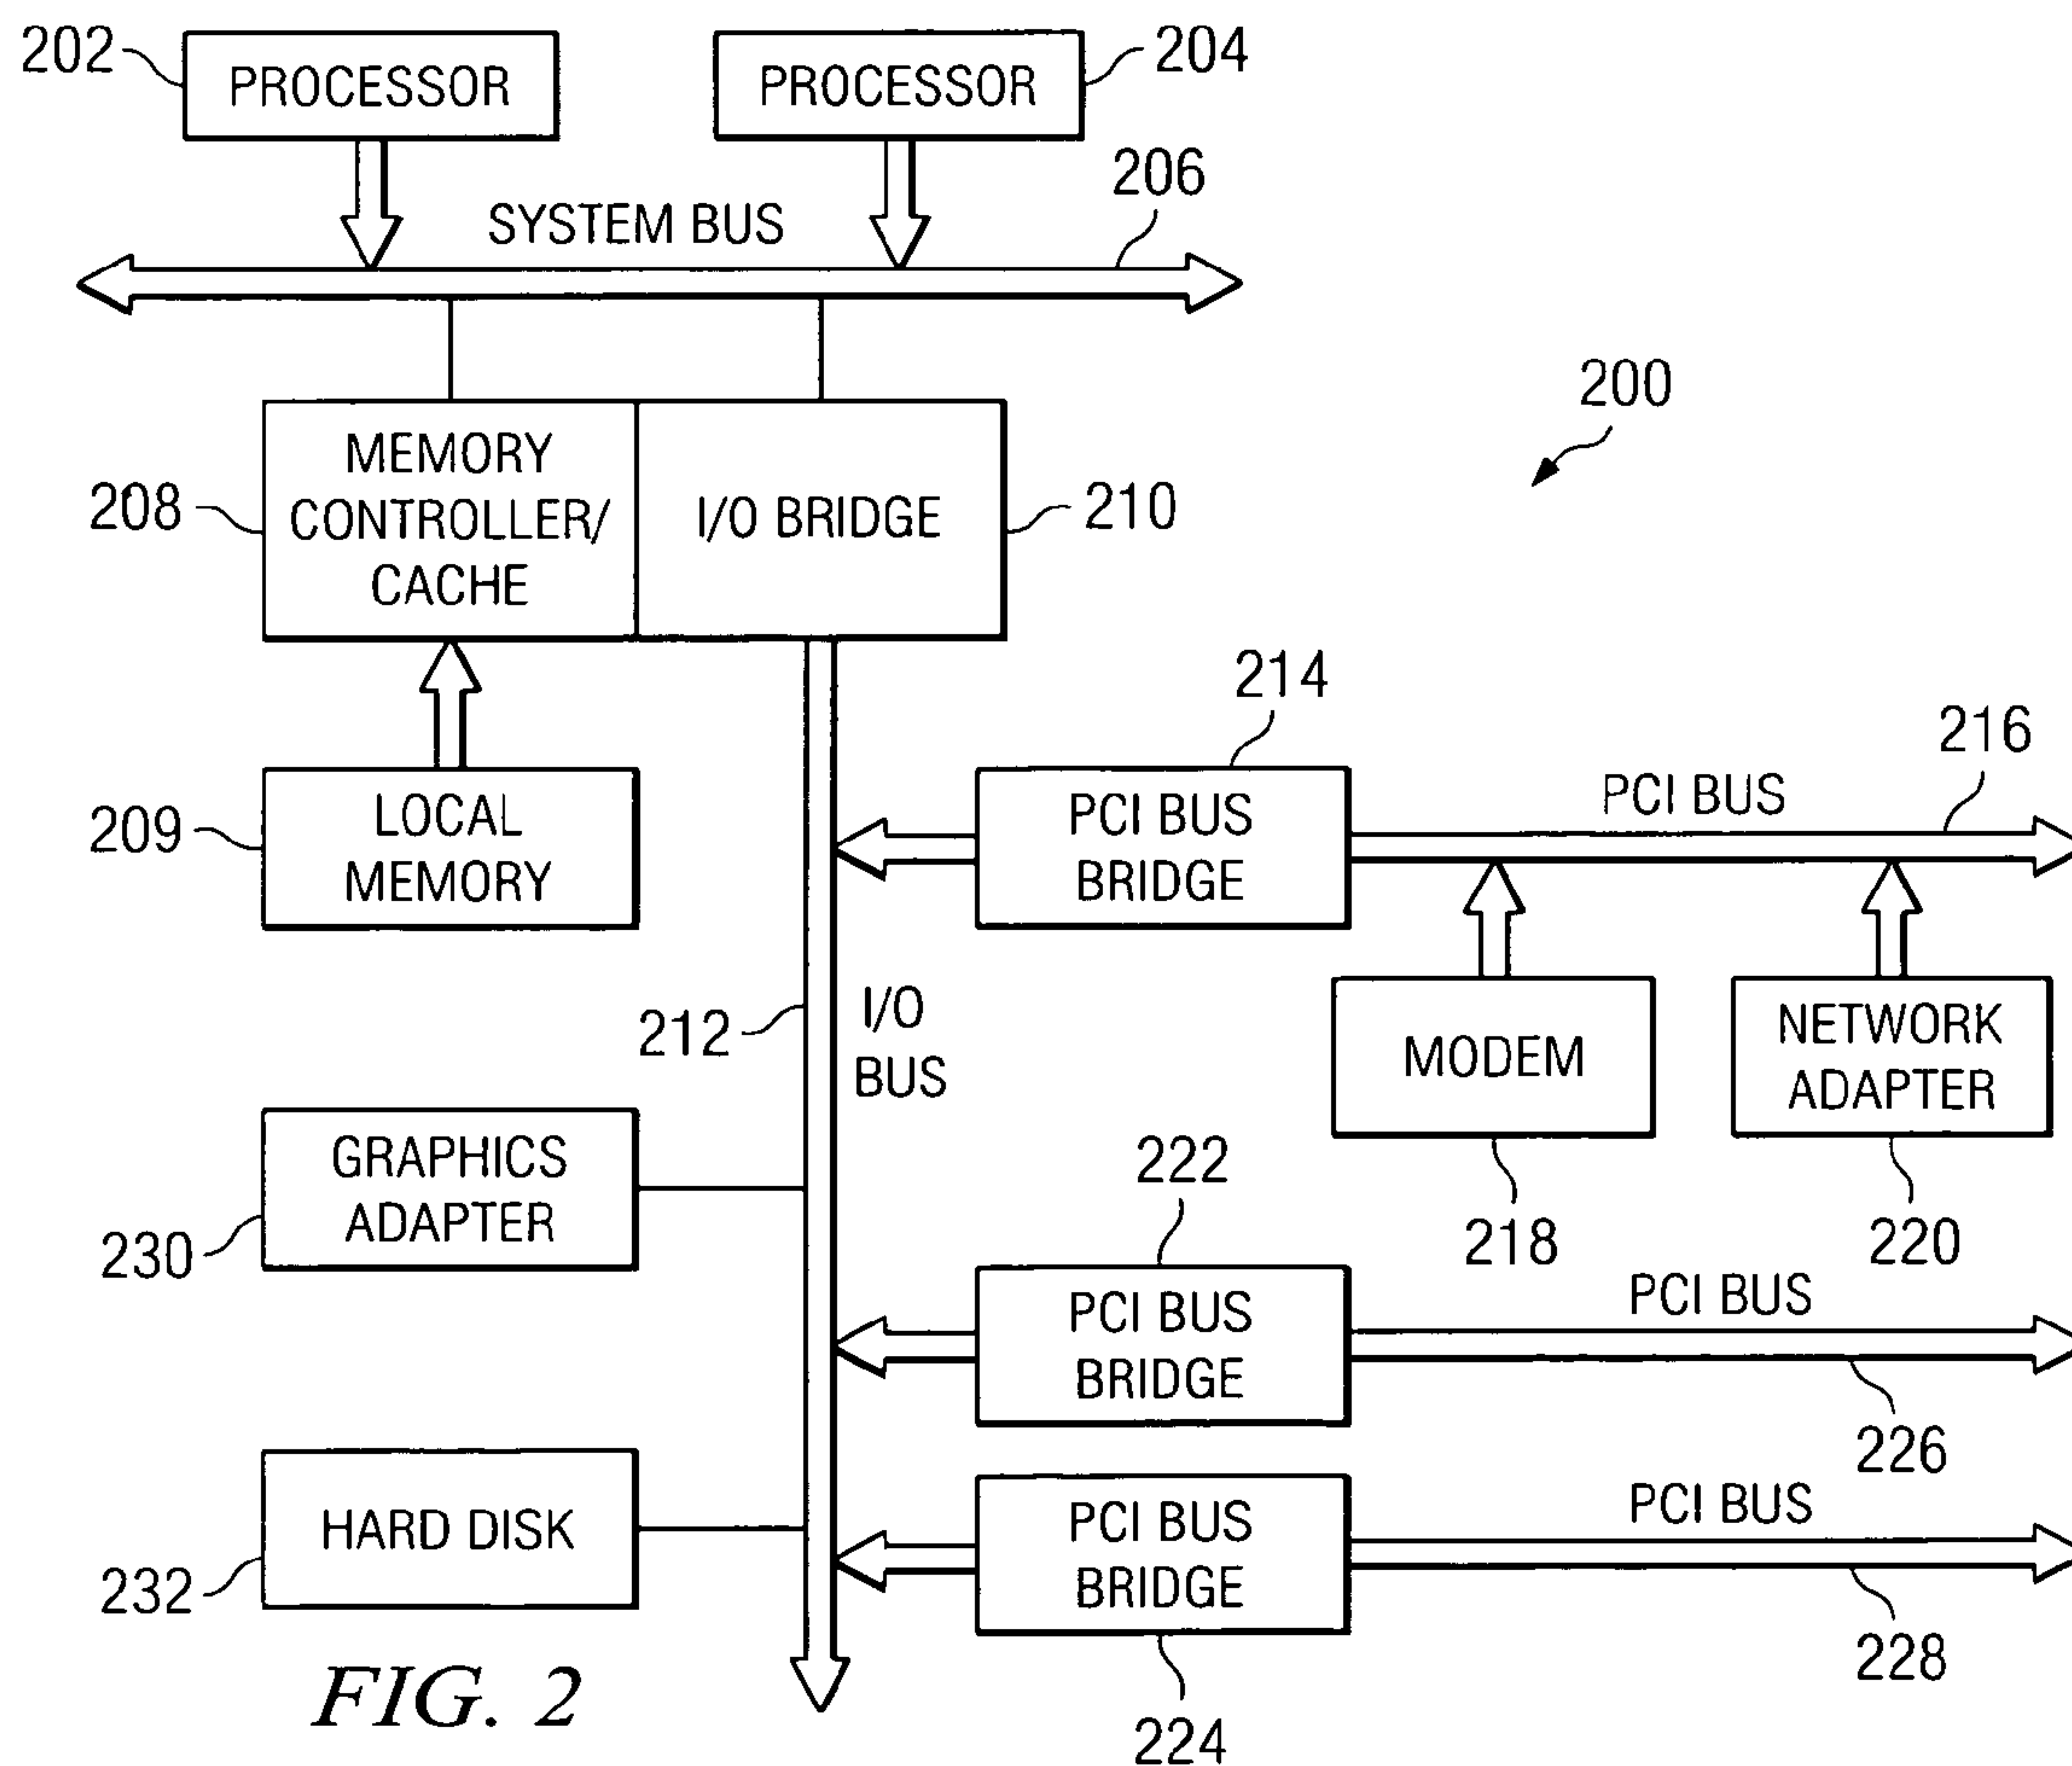 202
PROCESSOR
PROCESSOR
204
SYSTEM BUS
206
200
208
MEMORY
CONTROLLER/
CACHE
I/O BRIDGE
210
214
216
209
LOCAL
MEMORY
PCI BUS
BRIDGE
PCI BUS
212
I/O
BUS
MODEM
NETWORK
ADAPTER
218
220
230
GRAPHICS
ADAPTER
222
PCI BUS
BRIDGE
PCI BUS
226
232
HARD DISK
PCI BUS
BRIDGE
PCI BUS
228
224
FIG. 2